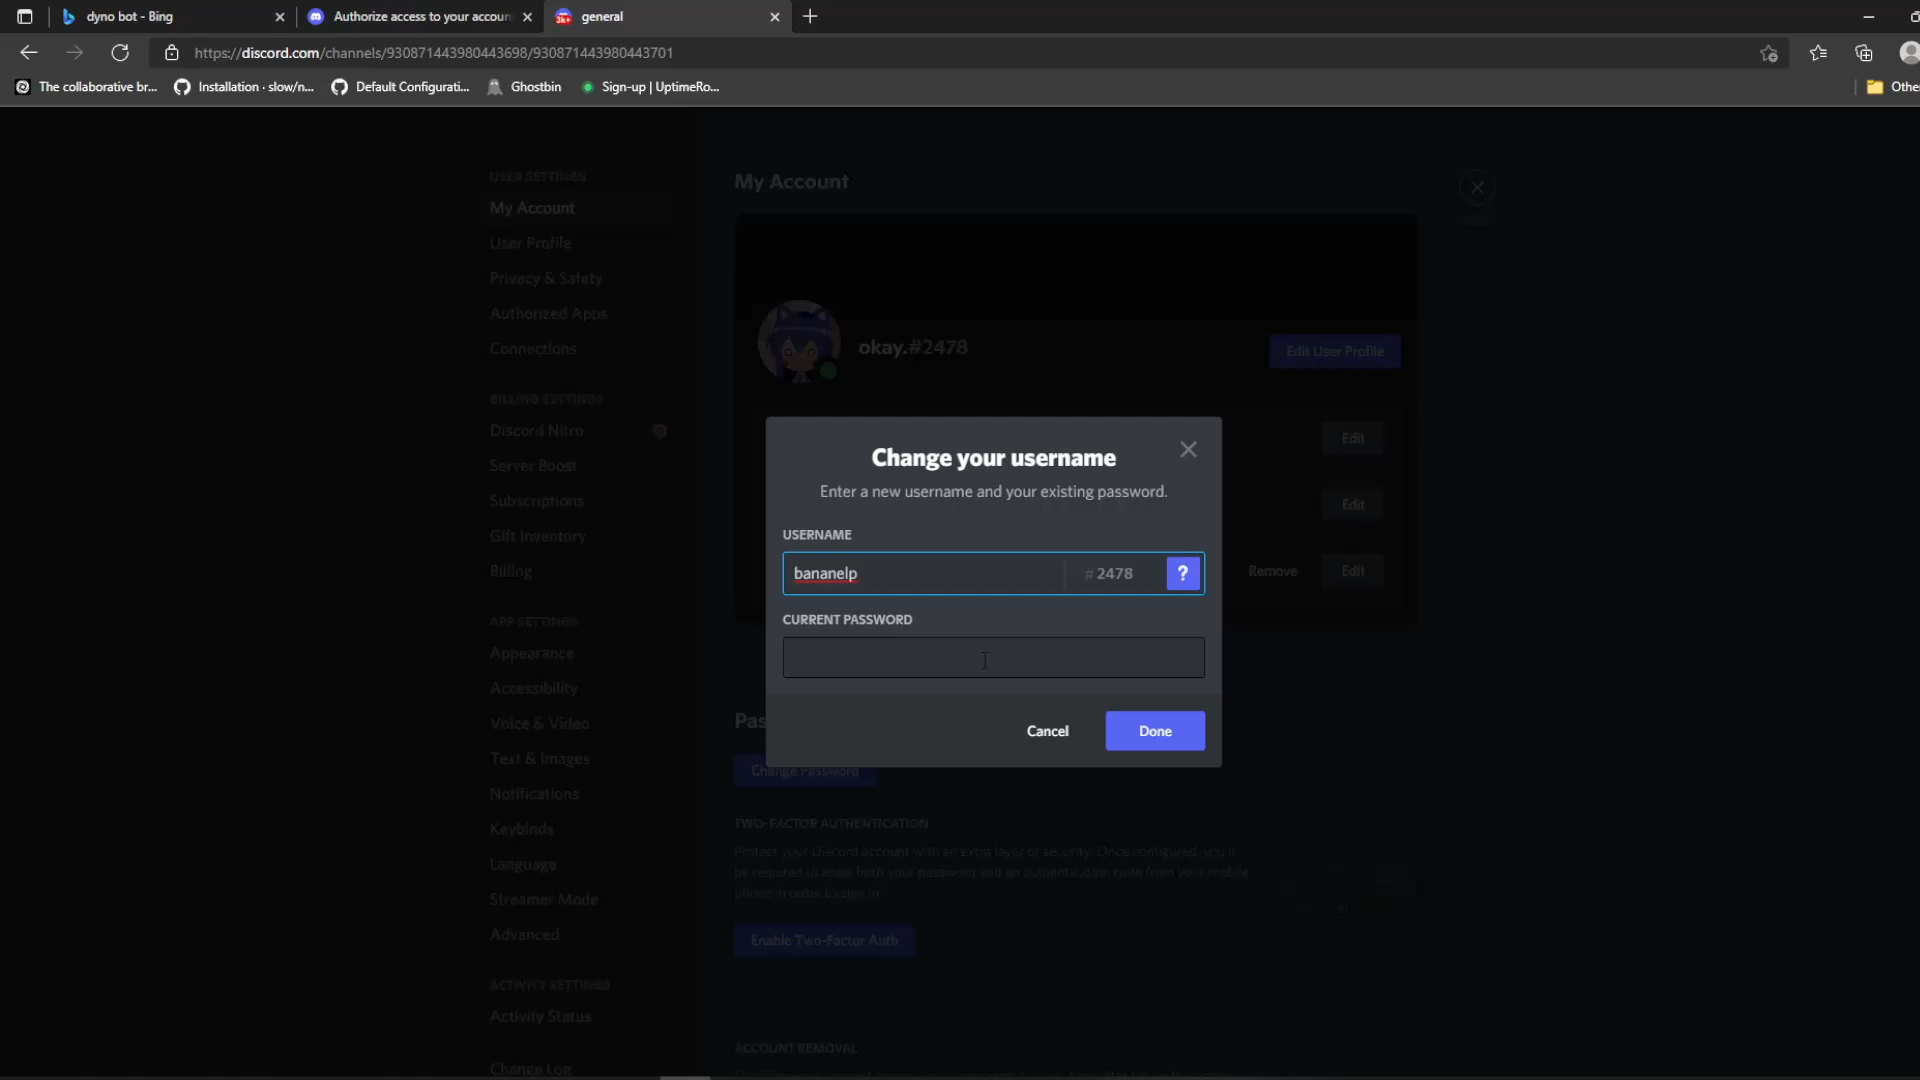 dyno bot - Bing
Authorize access to your accoun
general
https://discord.com/channels/930871443980443698/930871443980443701
The collaborative br...
Installation · slow/n...
Default Configurati...
Ghostbin
Sign-up | UptimeRo...
Othe
USER SETTINGS
My Account
User Profile
Privacy & Safety
Authorized Apps
Connections
BILLING SETTINGS
Discord Nitro
Server Boost
Subscriptions
Gift Inventory
Billing
APP SETTINGS
Appearance
Accessibility
Voice & Video
Text & Images
Notifications
Keybinds
Language
Streamer Mode
Advanced
ACTIVITY SETTINGS
Activity Status
Change Log
My Account
okay.#2478
Edit User Profile
Edit
Edit
Remove
Edit
Change your username
Enter a new username and your existing password.
USERNAME
bananelp
#2478
?
CURRENT PASSWORD
Cancel
Done
Pas
Change Password
TWO-FACTOR AUTHENTICATION
Protect your Discord account with an extra layer of security. Once configured, you'll
be required to enter both your password and an authentication code from your mobile
phone in order to sign in.
Enable Two-Factor Auth
ACCOUNT REMOVAL